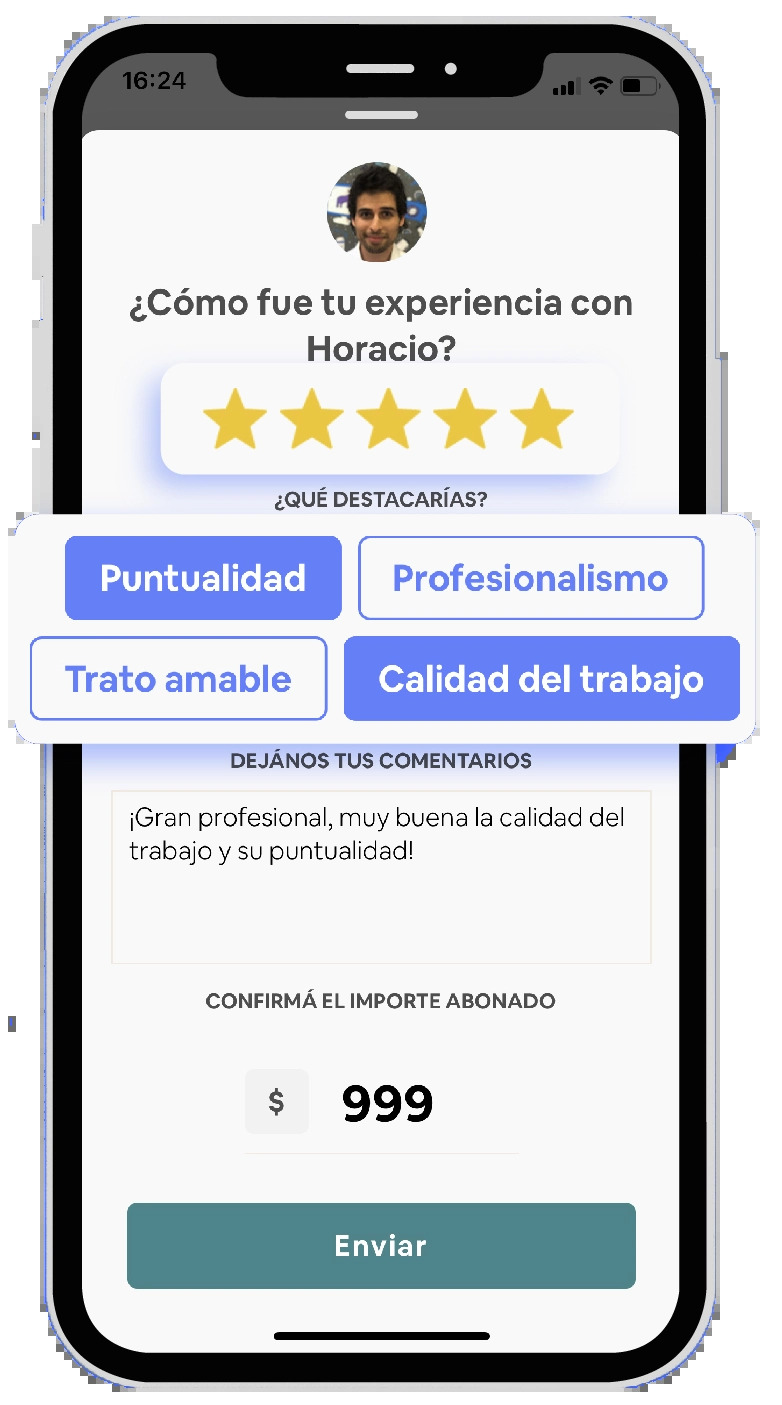 16:24
¿Cómo fue tu experiencia con
Horacio?
¿QUÉ DESTACARÍAS?
Puntualidad Profesionalismo
Trato amable Calidad del trabajo
DEJÁNOS TUS COMENTARIOS
¡Gran profesional, muy buena la calidad del
trabajo y su puntualidad!
CONFIRMÁ EL IMPORTE ABONADO
$ 999
Enviar